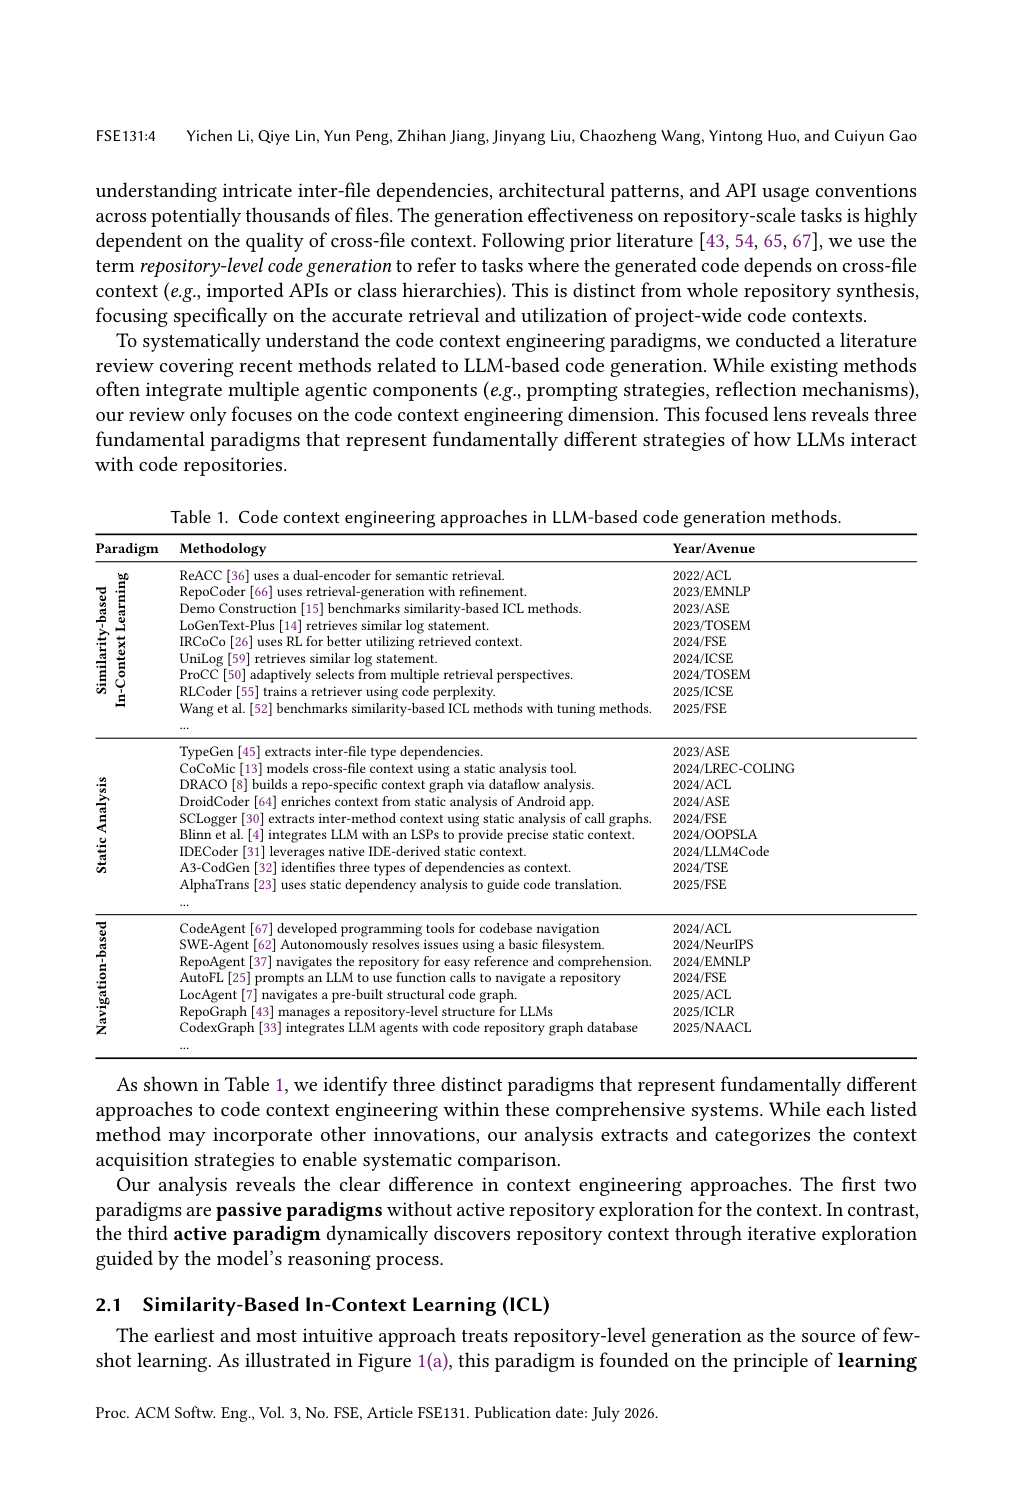 FSE131:4 Yichen Li, Qiye Lin, Yun Peng, Zhihan Jiang, Jinyang Liu, Chaozheng Wang, Yintong Huo, and Cuiyun Gao
understanding intricate inter-file dependencies, architectural patterns, and API usage conventions
across potentially thousands of files. The generation effectiveness on repository-scale tasks is highly
dependent on the quality of cross-file context. Following prior literature [43, 54, 65, 67], we use the
term repository-level code generation to refer to tasks where the generated code depends on cross-file
context (e.g., imported APIs or class hierarchies). This is distinct from whole repository synthesis,
focusing specifically on the accurate retrieval and utilization of project-wide code contexts.
To systematically understand the code context engineering paradigms, we conducted a literature
review covering recent methods related to LLM-based code generation. While existing methods
often integrate multiple agentic components (e.g., prompting strategies, reflection mechanisms),
our review only focuses on the code context engineering dimension. This focused lens reveals three
fundamental paradigms that represent fundamentally different strategies of how LLMs interact
with code repositories.
Table 1. Code context engineering approaches in LLM-based code generation methods.
Paradigm Methodology Year/Avenue
Similarity-based
In-Context Learning
ReACC [36] uses a dual-encoder for semantic retrieval. 2022/ACL
RepoCoder [66] uses retrieval-generation with refinement. 2023/EMNLP
Demo Construction [15] benchmarks similarity-based ICL methods. 2023/ASE
LoGenText-Plus [14] retrieves similar log statement. 2023/TOSEM
IRCoCo [26] uses RL for better utilizing retrieved context. 2024/FSE
UniLog [59] retrieves similar log statement. 2024/ICSE
ProCC [50] adaptively selects from multiple retrieval perspectives. 2024/TOSEM
RLCoder [55] trains a retriever using code perplexity. 2025/ICSE
Wang et al. [52] benchmarks similarity-based ICL methods with tuning methods. 2025/FSE
...
Static Analysis
TypeGen [45] extracts inter-file type dependencies. 2023/ASE
CoCoMic [13] models cross-file context using a static analysis tool. 2024/LREC-COLING
DRACO [8] builds a repo-specific context graph via dataflow analysis. 2024/ACL
DroidCoder [64] enriches context from static analysis of Android app. 2024/ASE
SCLogger [30] extracts inter-method context using static analysis of call graphs. 2024/FSE
Blinn et al. [4] integrates LLM with an LSPs to provide precise static context. 2024/OOPSLA
IDECoder [31] leverages native IDE-derived static context. 2024/LLM4Code
A3-CodGen [32] identifies three types of dependencies as context. 2024/TSE
AlphaTrans [23] uses static dependency analysis to guide code translation. 2025/FSE
...
Navigation-based
CodeAgent [67] developed programming tools for codebase navigation 2024/ACL
SWE-Agent [62] Autonomously resolves issues using a basic filesystem. 2024/NeurIPS
RepoAgent [37] navigates the repository for easy reference and comprehension. 2024/EMNLP
AutoFL [25] prompts an LLM to use function calls to navigate a repository 2024/FSE
LocAgent [7] navigates a pre-built structural code graph. 2025/ACL
RepoGraph [43] manages a repository-level structure for LLMs 2025/ICLR
CodexGraph [33] integrates LLM agents with code repository graph database 2025/NAACL
...
As shown in Table 1, we identify three distinct paradigms that represent fundamentally different
approaches to code context engineering within these comprehensive systems. While each listed
method may incorporate other innovations, our analysis extracts and categorizes the context
acquisition strategies to enable systematic comparison.
Our analysis reveals the clear difference in context engineering approaches. The first two
paradigms are passive paradigms without active repository exploration for the context. In contrast,
the third active paradigm dynamically discovers repository context through iterative exploration
guided by the model's reasoning process.
2.1 Similarity-Based In-Context Learning (ICL)
The earliest and most intuitive approach treats repository-level generation as the source of few-
shot learning. As illustrated in Figure 1(a), this paradigm is founded on the principle of learning
Proc. ACM Softw. Eng., Vol. 3, No. FSE, Article FSE131. Publication date: July 2026.